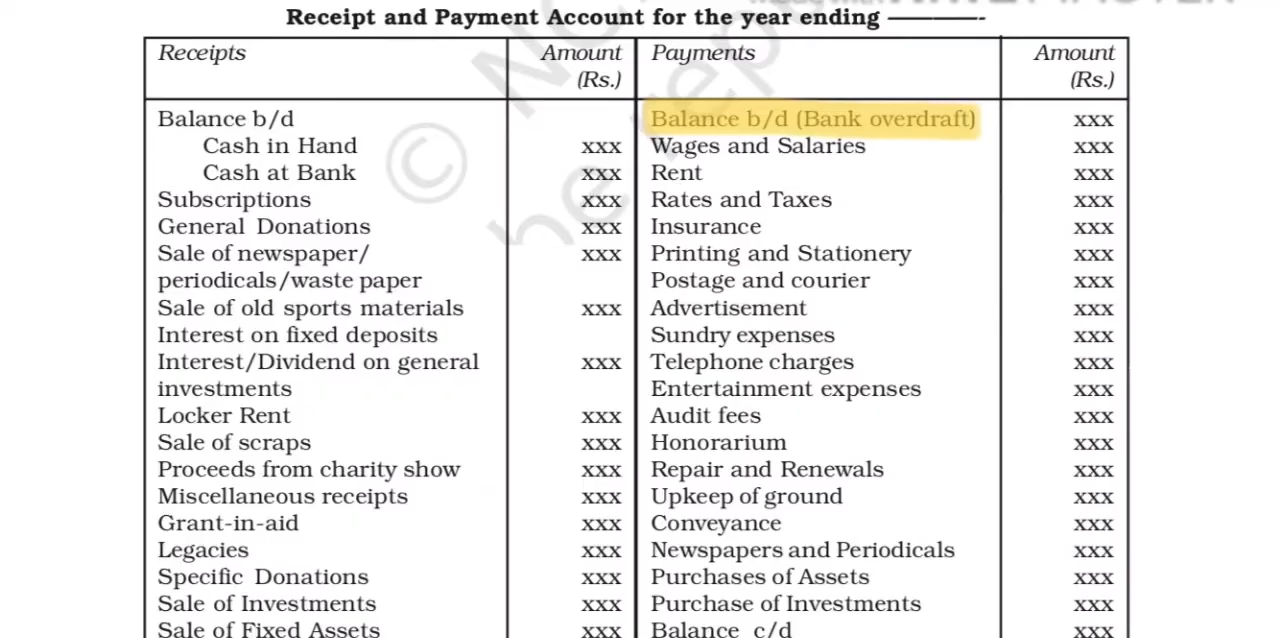 Receipt and Payment Account for the year ending ————-
Receipts Amount Payments Amount
(Rs.) (Rs.)
Balance b/d Balance b/d (Bank overdraft) xxx
Cash in Hand xxx Wages and Salaries xxx
Cash at Bank xxx Rent xxx
Subscriptions xxx Rates and Taxes xxx
General Donations xxx Insurance xxx
Sale of newspaper/ xxx Printing and Stationery xxx
periodicals/waste paper Postage and courier xxx
Sale of old sports materials xxx Advertisement xxx
Interest on fixed deposits Sundry expenses xxx
Interest/Dividend on general xxx Telephone charges xxx
investments Entertainment expenses xxx
Locker Rent xxx Audit fees xxx
Sale of scraps xxx Honorarium xxx
Proceeds from charity show xxx Repair and Renewals xxx
Miscellaneous receipts xxx Upkeep of ground xxx
Grant-in-aid xxx Conveyance xxx
Legacies xxx Newspapers and Periodicals xxx
Specific Donations xxx Purchases of Assets xxx
Sale of Investments xxx Purchase of Investments xxx
Sale of Fixed Assets xxx Balance c/d xxx